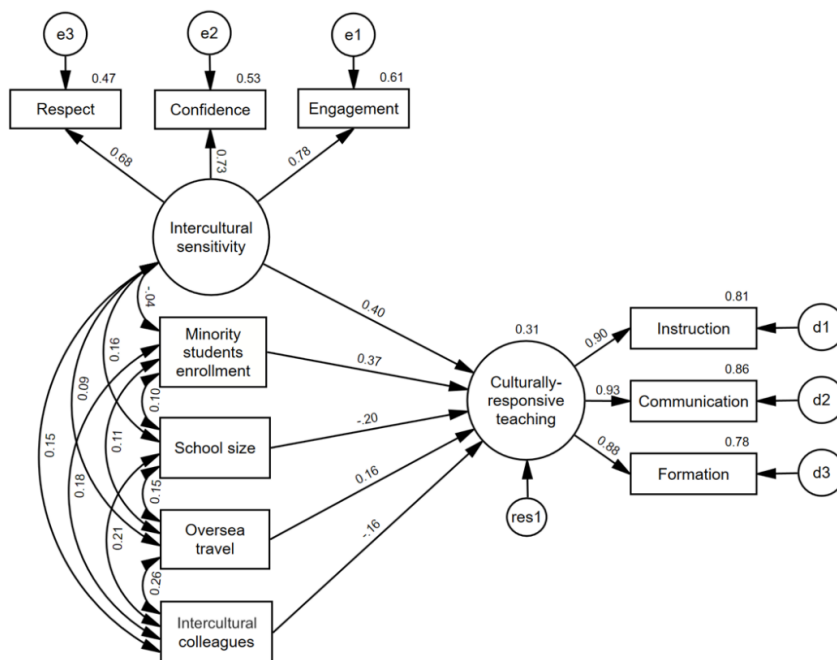 e3
e2
e1
0.47
0.53
0.61
Respect
Confidence
Engagement
0.68
0.73
0.78
Intercultural
sensitivity
-.04
0.40
Minority
students
enrollment
0.37
0.16
0.09
0.10
0.11
0.15
0.18
School size
-.20
0.15
0.21
Oversea
travel
0.16
0.26
Intercultural
colleagues
-.16
0.31
Culturally-
responsive
teaching
res1
0.90
0.81
Instruction
d1
0.93
0.86
Communication
d2
0.88
0.78
Formation
d3